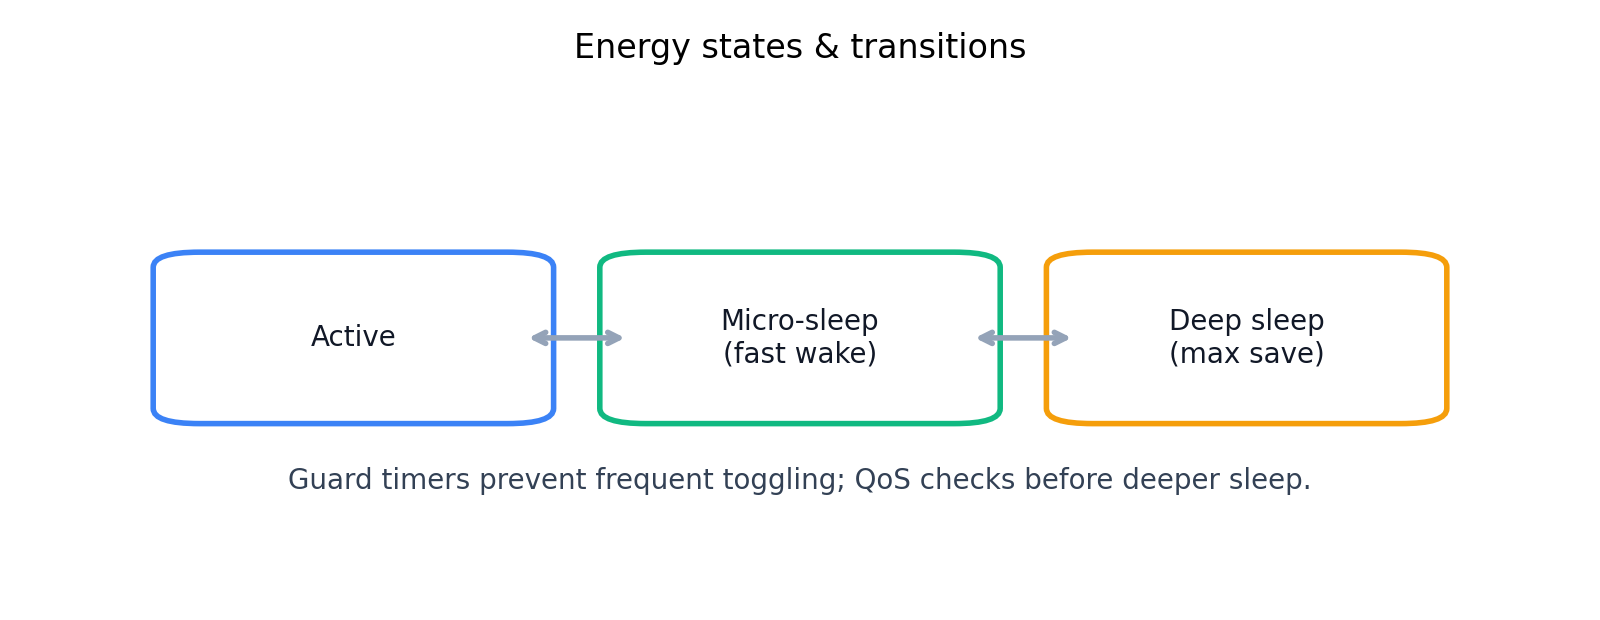 Energy states & transitions
Active
Micro-sleep
(fast wake)
Deep sleep
(max save)
Guard timers prevent frequent toggling; QoS checks before deeper sleep.